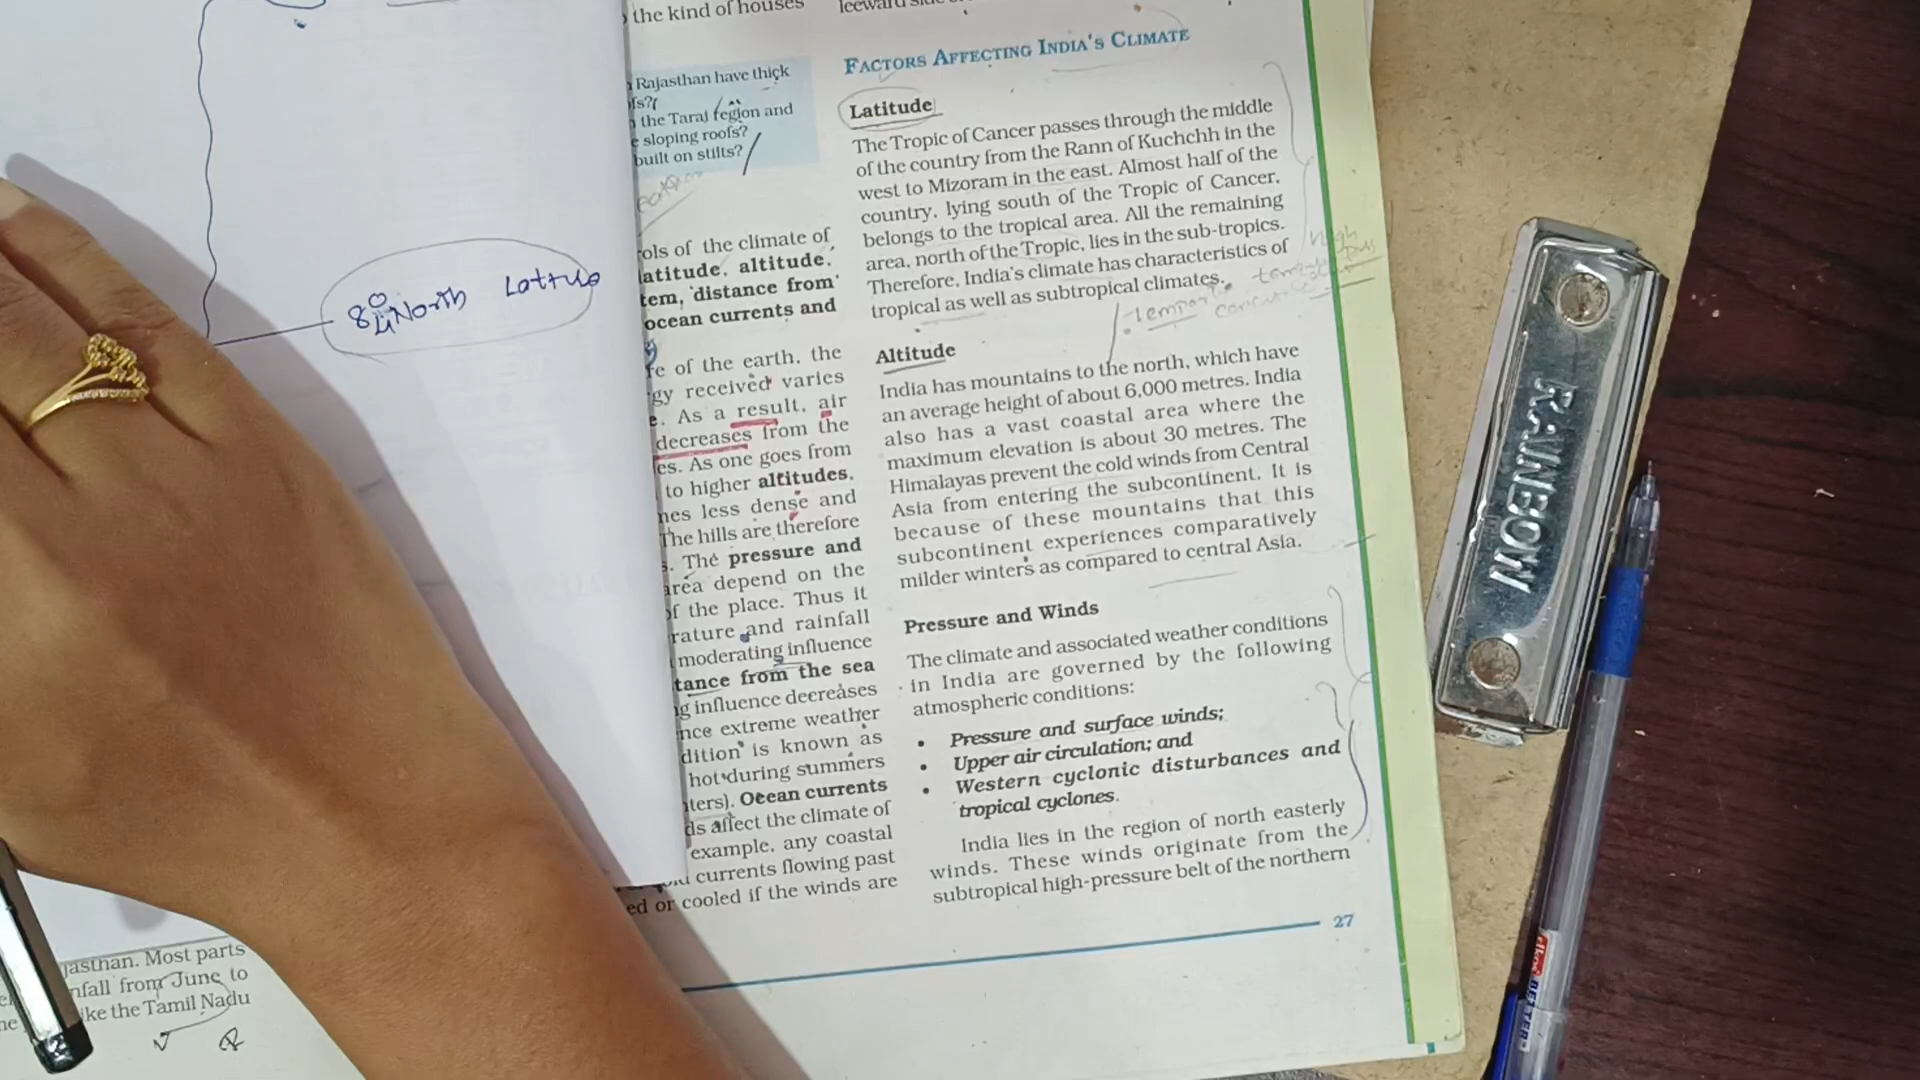 the kind of houses
Rajasthan have thick
the Tarai region and
sloping roofs?
built on stilts?
ols of the climate of
latitude, altitude,
tem, distance from
ocean currents and
re of the earth, the
gy received varies
e. As a result, air
decreases from the
es. As one goes from
to higher altitudes,
nes less dense and
The hills are therefore
s. The pressure and
area depend on the
of the place. Thus it
rature and rainfall
moderating influence
tance from the sea
g influence decreases
nce extreme weather
dition is known as
hot during summers
ters). Ocean currents
ds affect the climate of
example, any coastal
currents flowing past
ed or cooled if the winds are
FACTORS AFFECTING INDIA'S CLIMATE
Latitude
The Tropic of Cancer passes through the middle
of the country from the Rann of Kuchchh in the
west to Mizoram in the east. Almost half of the
country, lying south of the Tropic of Cancer,
belongs to the tropical area. All the remaining
area, north of the Tropic, lies in the sub-tropics.
Therefore, India's climate has characteristics of
tropical as well as subtropical climates.
Altitude
India has mountains to the north, which have
an average height of about 6,000 metres. India
also has a vast coastal area where the
maximum elevation is about 30 metres. The
Himalayas prevent the cold winds from Central
Asia from entering the subcontinent. It is
because of these mountains that this
subcontinent experiences comparatively
milder winters as compared to central Asia.
Pressure and Winds
The climate and associated weather conditions
in India are governed by the following
atmospheric conditions:
• Pressure and surface winds;
• Upper air circulation; and
• Western cyclonic disturbances and
tropical cyclones.
India lies in the region of north easterly
winds. These winds originate from the
subtropical high-pressure belt of the northern
27
North
jasthan. Most parts
nfall from June to
ke the Tamil Nadu
RAINBOW
elkos BETTER